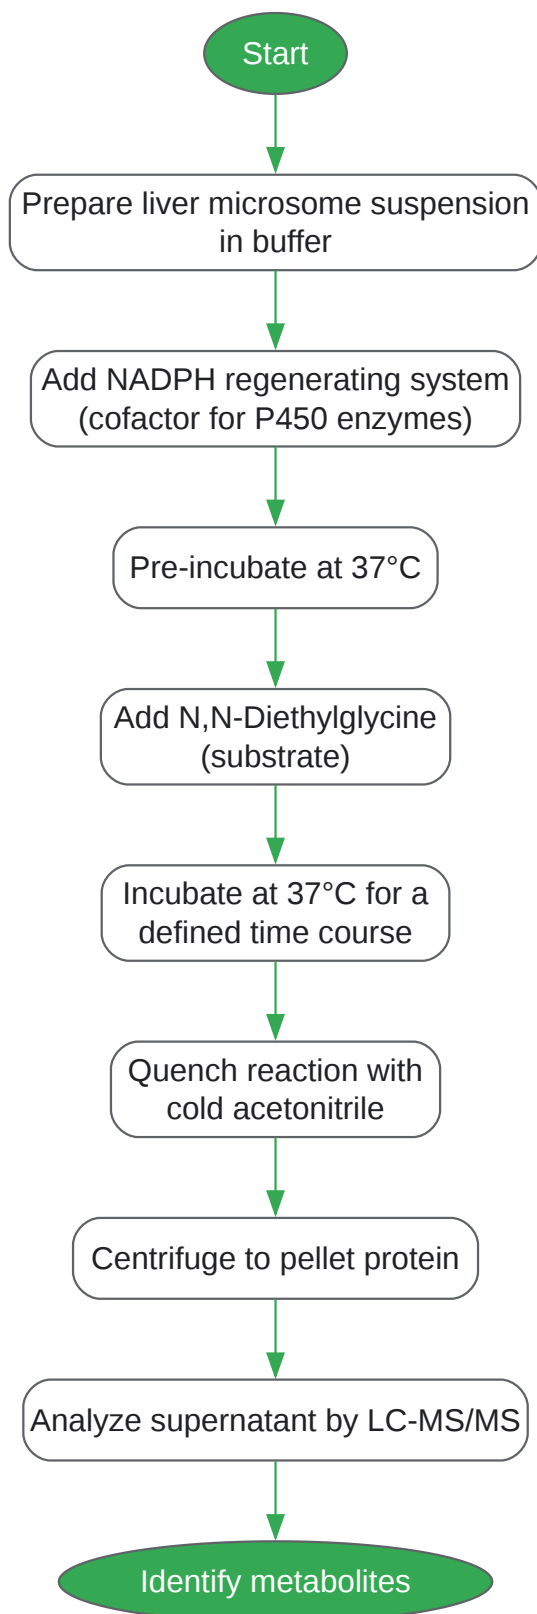 Start
Prepare liver microsome suspension
in buffer
Add NADPH regenerating system
(cofactor for P450 enzymes)
Pre-incubate at 37°C
Add N,N-Diethylglycine
(substrate)
Incubate at 37°C for a
defined time course
Quench reaction with
cold acetonitrile
Centrifuge to pellet protein
Analyze supernatant by LC-MS/MS
Identify metabolites